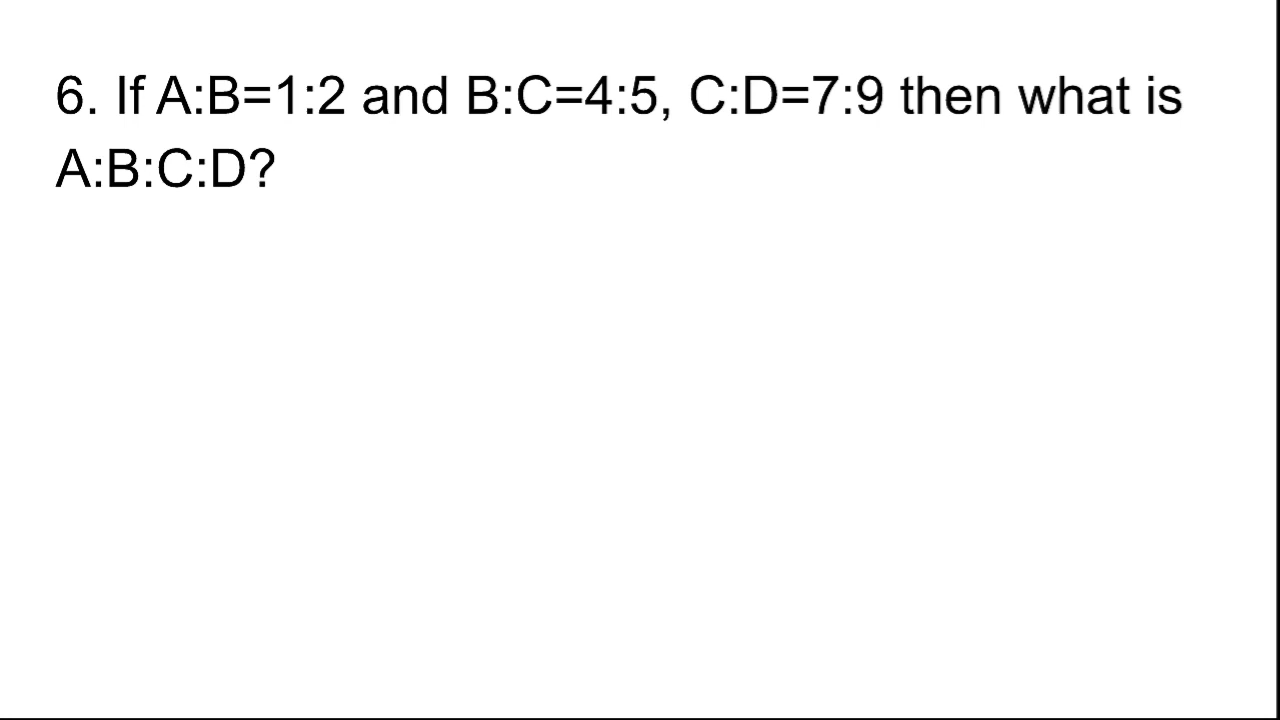 6. If A:B=1:2 and B:C=4:5, C:D=7:9 then what is
A:B:C:D?